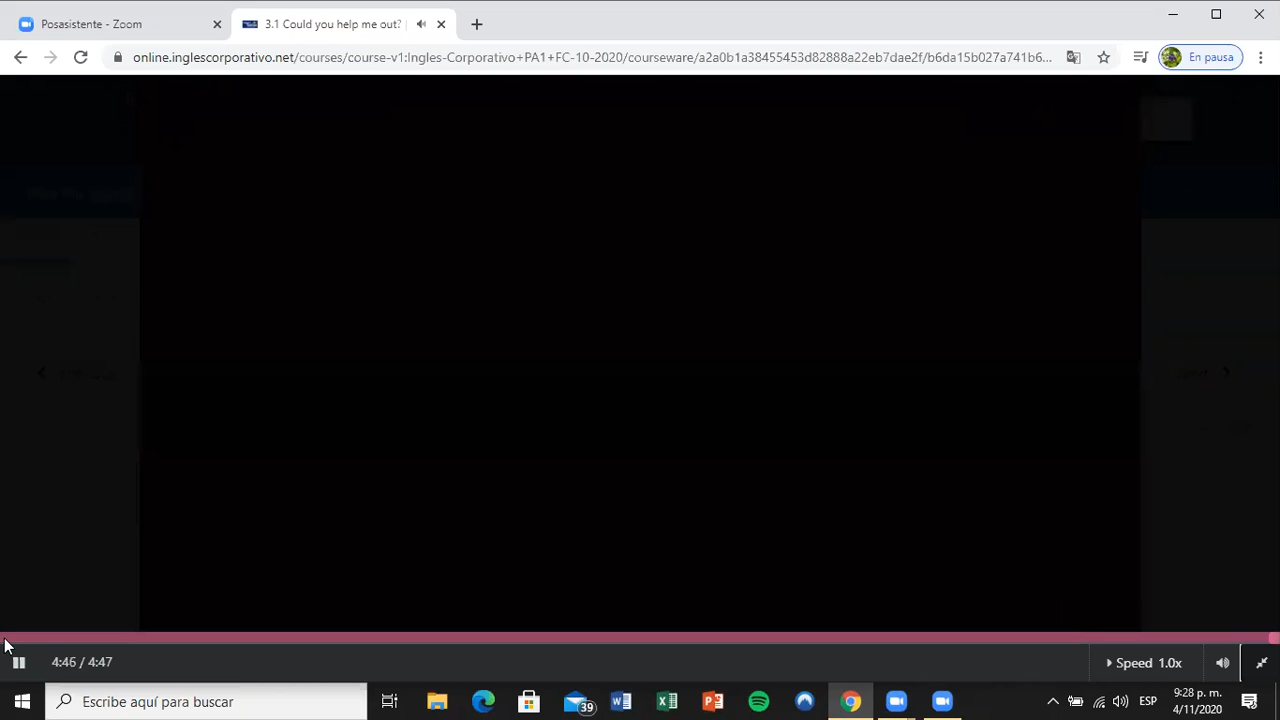 Posasistente - Zoom
3.1 Could you help me out?
online.inglescorporativo.net/courses/course-v1:Ingles-Corporativo+PA1+FC-10-2020/courseware/a2a0b1a38455453d82888a22eb7dae2f/b6da15b027a741b6...
En pausa
4:46 / 4:47
Speed 1.0x
Escribe aquí para buscar
39
ESP
9:28 p. m.
4/11/2020